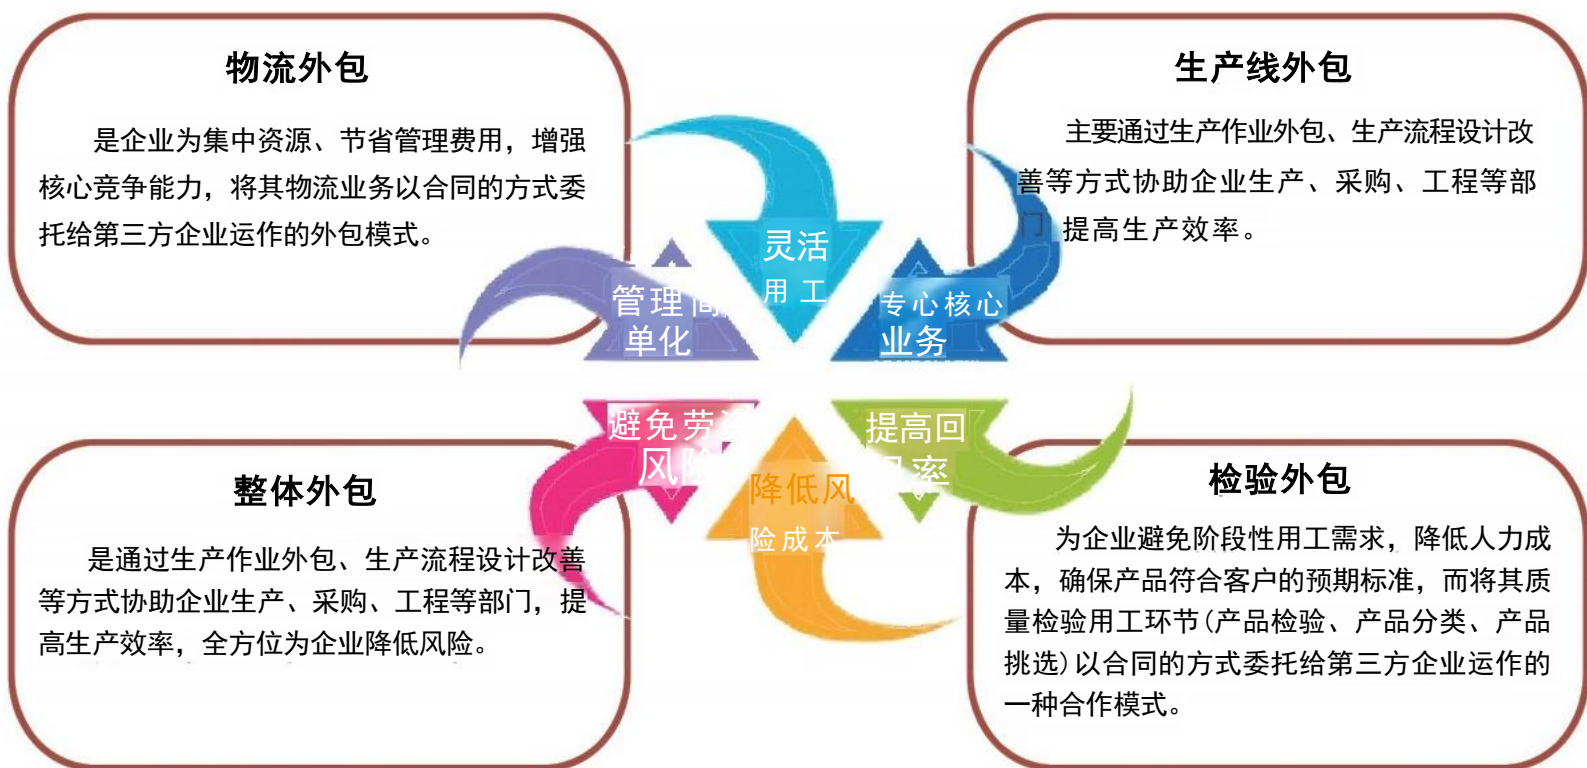 物流外包
是企业为集中资源、节省管理费用，增强
核心竞争能力，将其物流业务以合同的方式委
托给第三方企业运作的外包模式。
生产线外包
主要通过生产作业外包、生产流程设计改
善等方式协助企业生产、采购、工程等部
门 提高生产效率。
灵活
用工
管理简
单化
专心核心
业务
避免劳资
风险
降低风
险成本
提高回
率
整体外包
是通过生产作业外包、生产流程设计改善
等方式协助企业生产、采购、工程等部门，提
高生产效率，全方位为企业降低风险。
检验外包
为企业避免阶段性用工需求，降低人力成
本，确保产品符合客户的预期标准，而将其质
量检验用工环节(产品检验、产品分类、产品
挑选)以合同的方式委托给第三方企业运作的
一种合作模式。